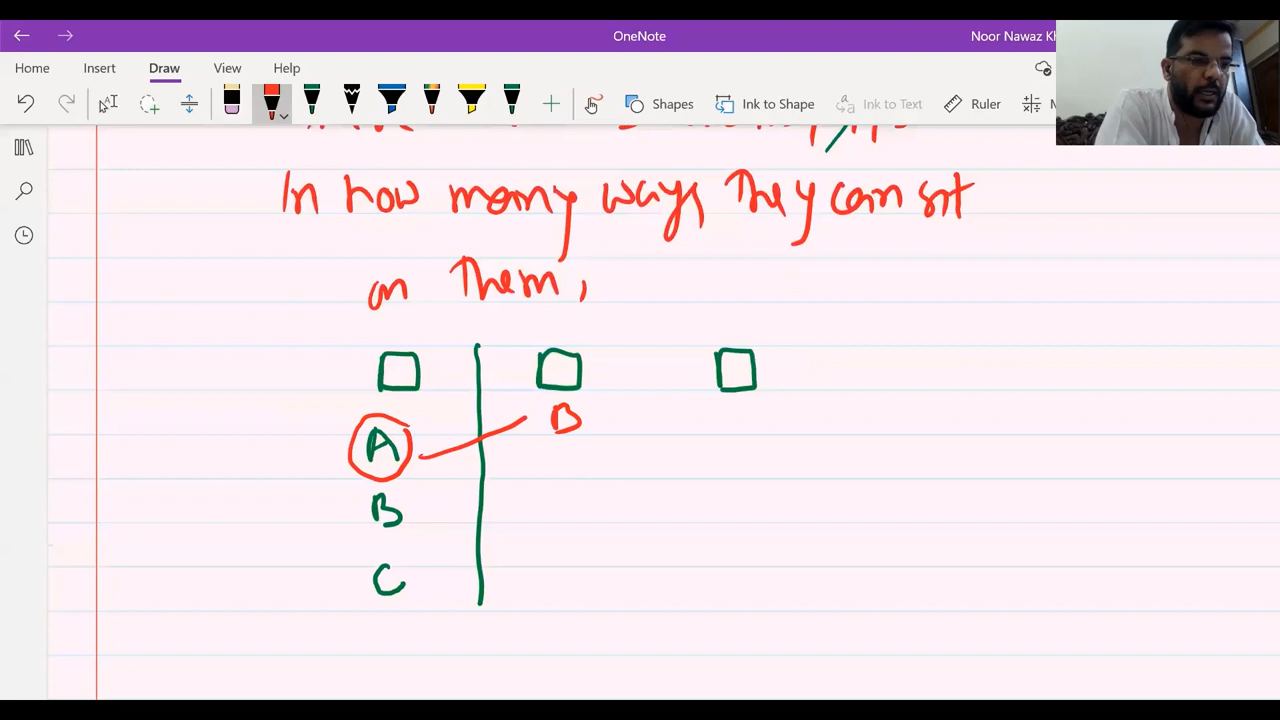 OneNote
Noor Nawaz Kh
Home Insert Draw View Help
Shapes Ink to Shape Ink to Text Ruler M
In how many ways they can sit
on them,
B
A
B
C